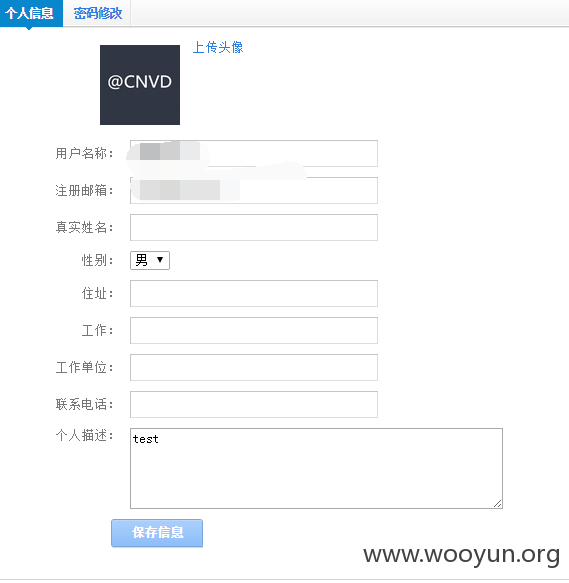 个人信息 密码修改
@CNVD 上传头像
用户名称：
注册邮箱：
真实姓名：
性别： 男
住址：
工作：
工作单位：
联系电话：
个人描述： test
保存信息
www.wooyun.org